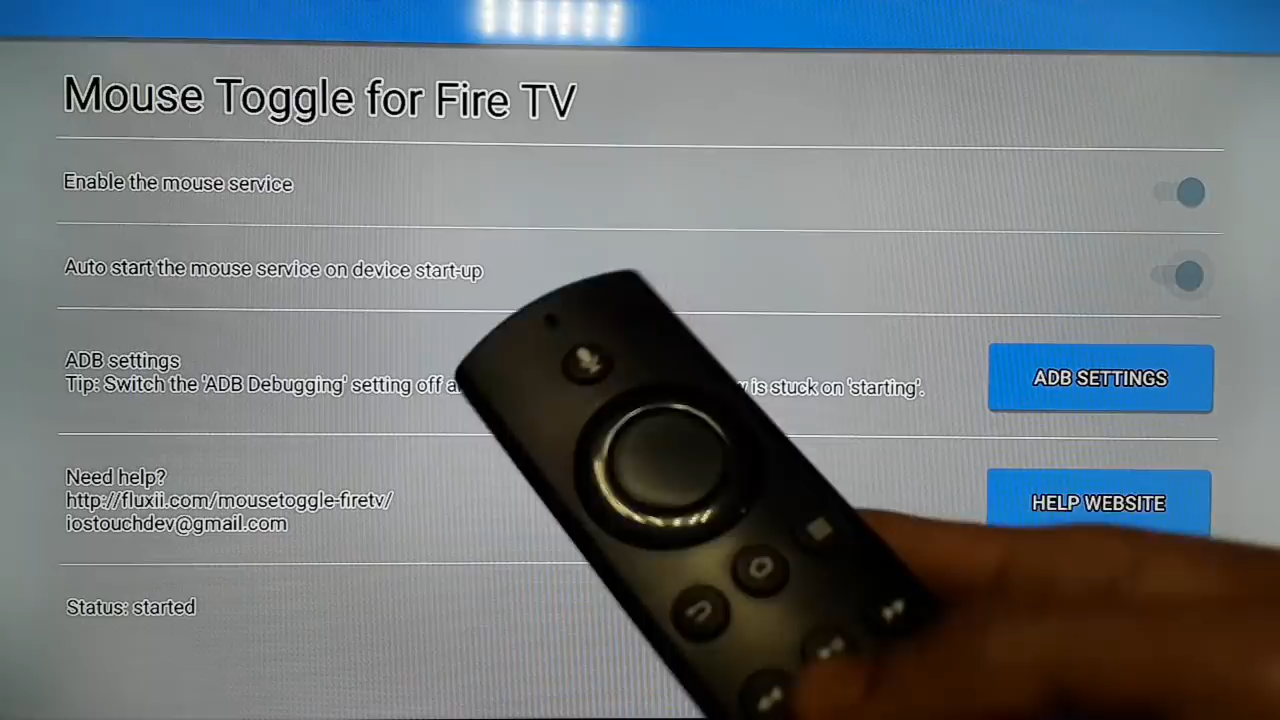 Mouse Toggle for Fire TV
Enable the mouse service
Auto start the mouse service on device start-up
ADB settings
Tip: Switch the 'ADB Debugging' setting off is stuck on 'starting'.
ADB SETTINGS
Need help?
http://fluxii.com/mousetoggle-firetv/
iostouchdev@gmail.com
HELP WEBSITE
Status: started